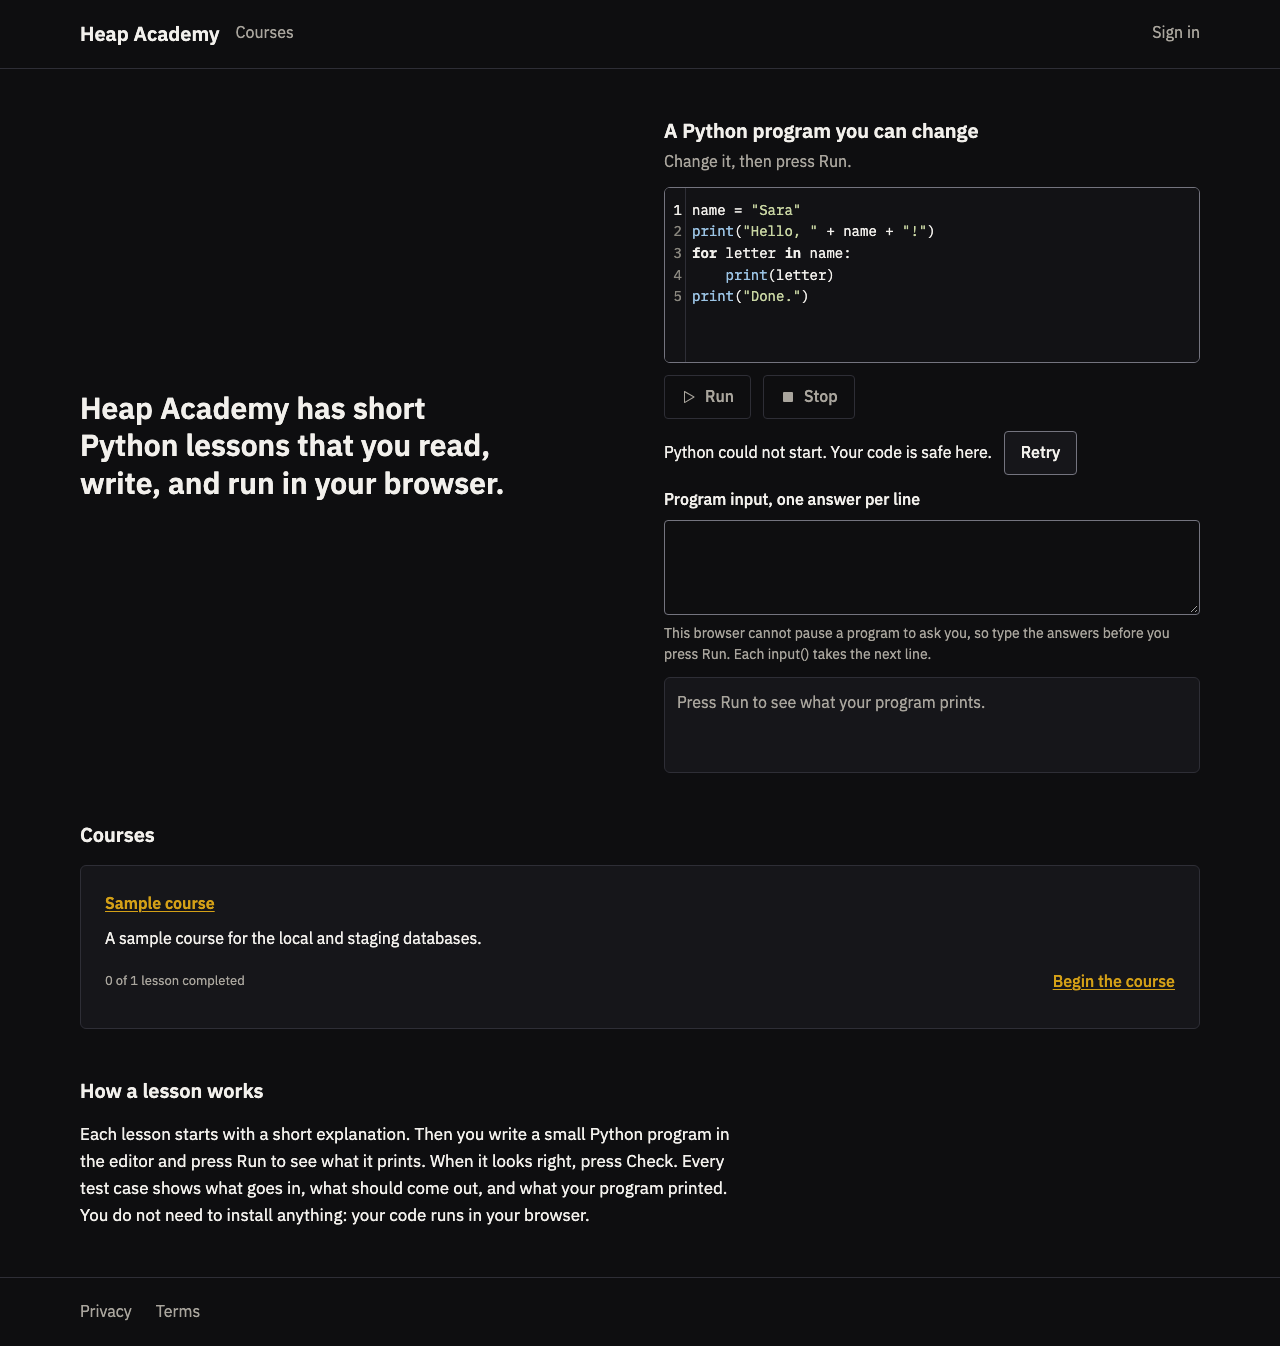 Heap Academy Courses Sign in
Heap Academy has short
Python lessons that you read,
write, and run in your browser.
A Python program you can change
Change it, then press Run.
1 name = "Sara"
2 print("Hello, " + name + "!")
3 for letter in name:
4     print(letter)
5 print("Done.")
Run Stop
Python could not start. Your code is safe here. Retry
Program input, one answer per line
This browser cannot pause a program to ask you, so type the answers before you
press Run. Each input() takes the next line.
Press Run to see what your program prints.
Courses
Sample course
A sample course for the local and staging databases.
0 of 1 lesson completed Begin the course
How a lesson works
Each lesson starts with a short explanation. Then you write a small Python program in
the editor and press Run to see what it prints. When it looks right, press Check. Every
test case shows what goes in, what should come out, and what your program printed.
You do not need to install anything: your code runs in your browser.
Privacy Terms